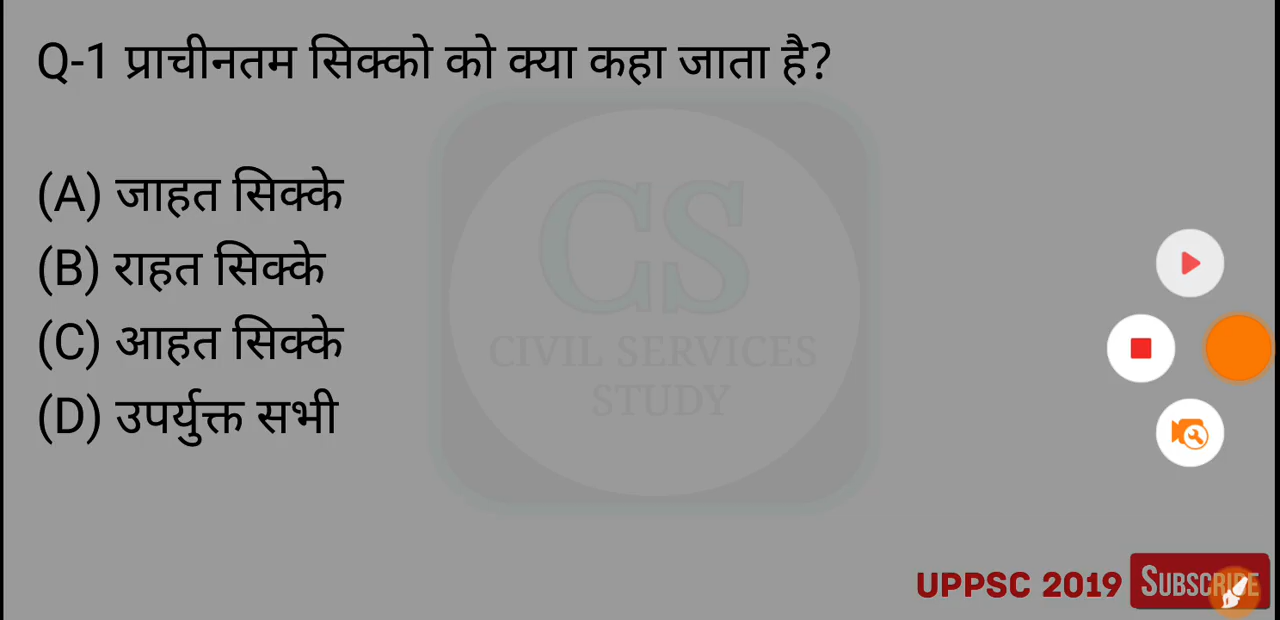 Q-1 प्राचीनतम सिक्को को क्या कहा जाता है?
(A) जाहत सिक्के
(B) राहत सिक्के
(C) आहत सिक्के
(D) उपर्युक्त सभी
CS
CIVIL SERVICES
STUDY
UPPSC 2019 SUBSCRIBE